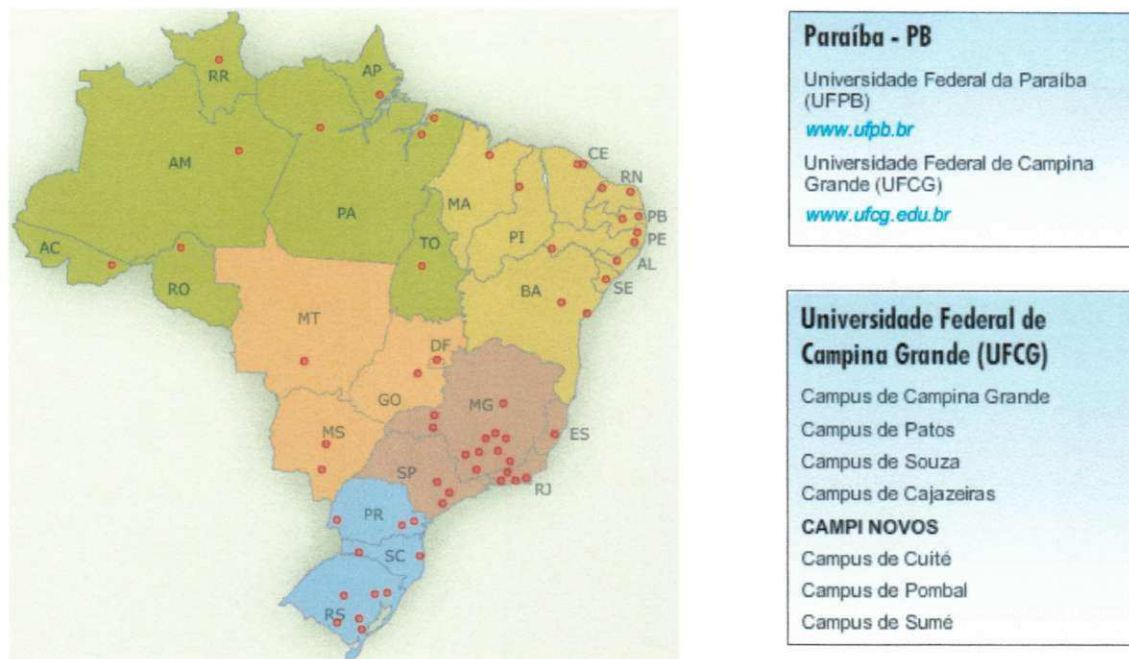 RR
AP
AM
PA
MA
CE
RN
PB
PE
AL
SE
PI
TO
BA
AC
RO
MT
DF
GO
MG
ES
MS
SP
RJ
PR
SC
RS
Paraíba - PB
Universidade Federal da Paraíba
(UFPB)
www.ufpb.br
Universidade Federal de Campina
Grande (UFCG)
www.ufcg.edu.br
Universidade Federal de
Campina Grande (UFCG)
Campus de Campina Grande
Campus de Patos
Campus de Souza
Campus de Cajazeiras
CAMPI NOVOS
Campus de Cuité
Campus de Pombal
Campus de Sumé